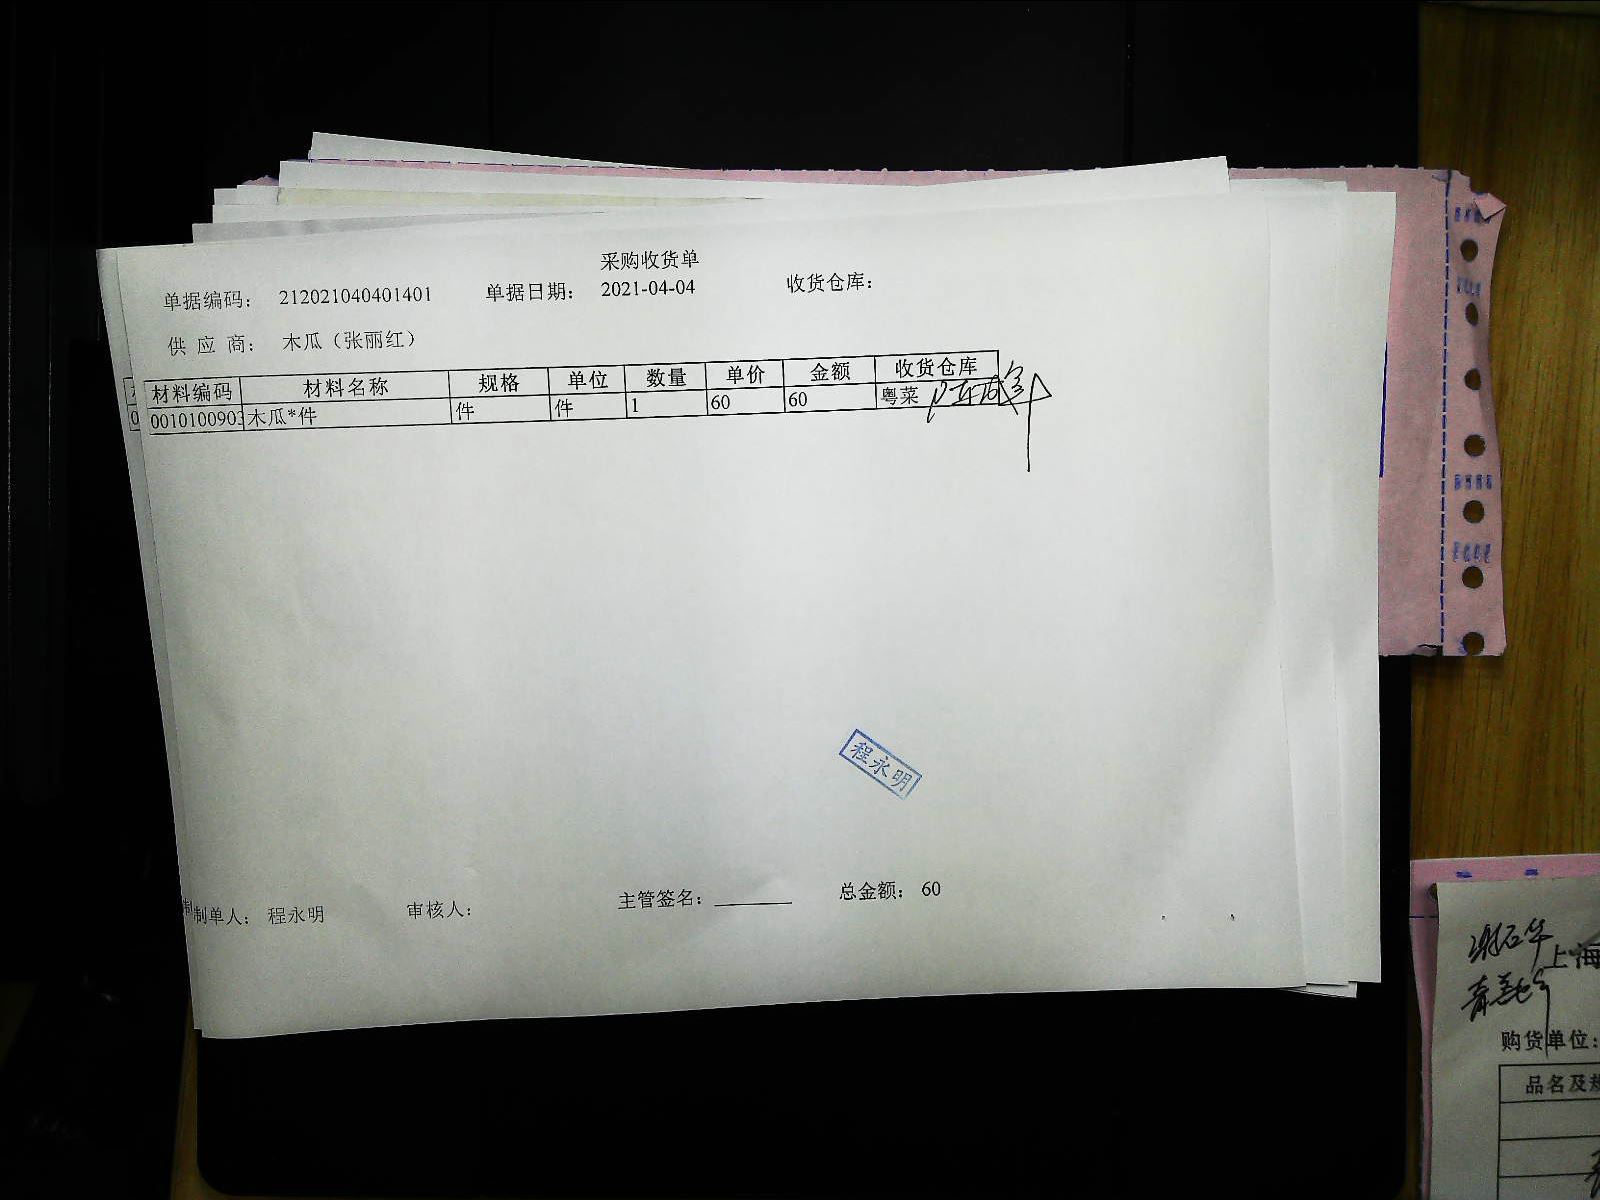 采购收货单
单据编码： 212021040401401 单据日期： 2021-04-04 收货仓库：
供 应 商： 木瓜（张丽红）
材料编码 材料名称 规格 单位 数量 单价 金额 收货仓库
0010100903 木瓜*件 件 件 1 60 60 粤菜
程永明
制单人： 程永明 审核人： 主管签名： 总金额： 60
上海
购货单位：
品名及规